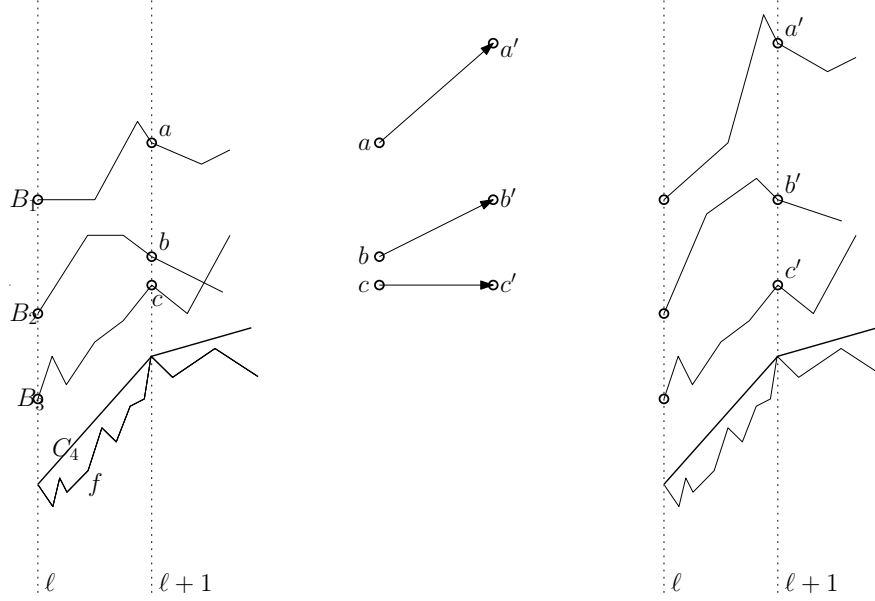 a′
a′
a
a
B₁
b′
b′
b
b
c′
c′
c
c
B₂
B₃
C₄
f
ℓ
ℓ + 1
ℓ
ℓ + 1